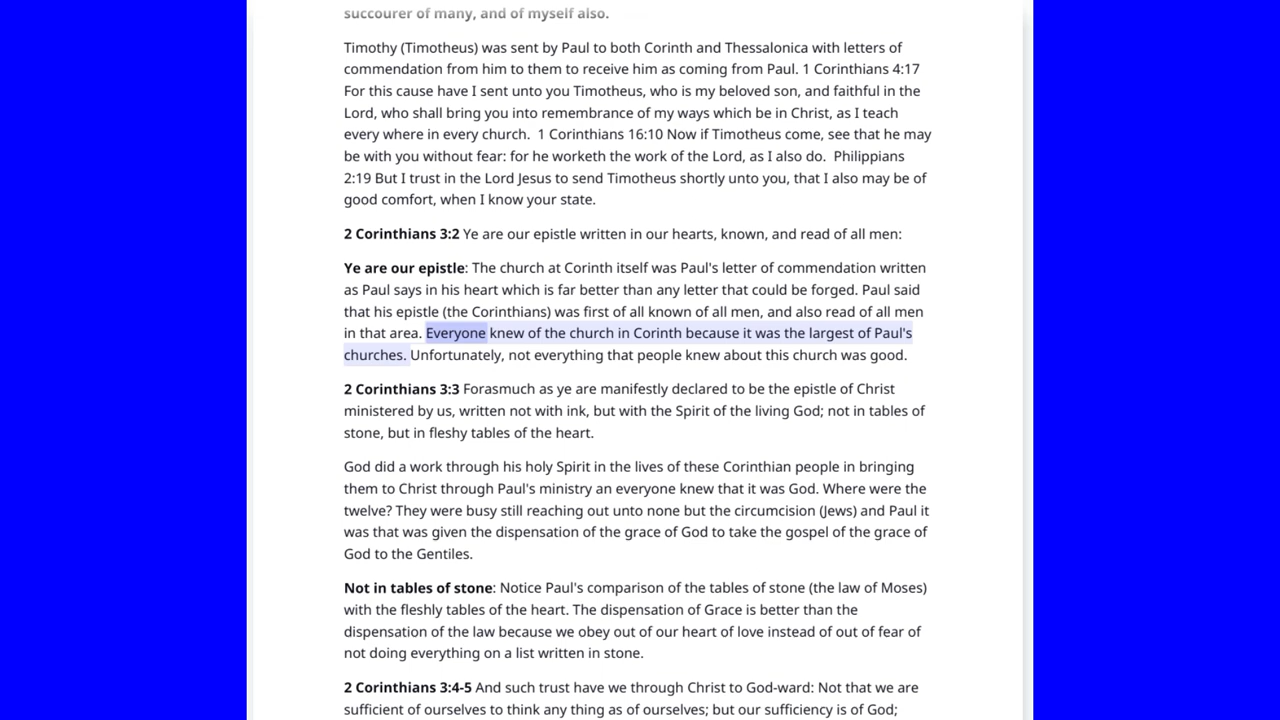 succourer of many, and of myself also.
Timothy (Timotheus) was sent by Paul to both Corinth and Thessalonica with letters of
commendation from him to them to receive him as coming from Paul. 1 Corinthians 4:17
For this cause have I sent unto you Timotheus, who is my beloved son, and faithful in the
Lord, who shall bring you into remembrance of my ways which be in Christ, as I teach
every where in every church.  1 Corinthians 16:10 Now if Timotheus come, see that he may
be with you without fear: for he worketh the work of the Lord, as I also do.  Philippians
2:19 But I trust in the Lord Jesus to send Timotheus shortly unto you, that I also may be of
good comfort, when I know your state.
2 Corinthians 3:2 Ye are our epistle written in our hearts, known, and read of all men:
Ye are our epistle: The church at Corinth itself was Paul's letter of commendation written
as Paul says in his heart which is far better than any letter that could be forged. Paul said
that his epistle (the Corinthians) was first of all known of all men, and also read of all men
in that area. Everyone knew of the church in Corinth because it was the largest of Paul's
churches. Unfortunately, not everything that people knew about this church was good.
2 Corinthians 3:3 Forasmuch as ye are manifestly declared to be the epistle of Christ
ministered by us, written not with ink, but with the Spirit of the living God; not in tables of
stone, but in fleshy tables of the heart.
God did a work through his holy Spirit in the lives of these Corinthian people in bringing
them to Christ through Paul's ministry an everyone knew that it was God. Where were the
twelve? They were busy still reaching out unto none but the circumcision (Jews) and Paul it
was that was given the dispensation of the grace of God to take the gospel of the grace of
God to the Gentiles.
Not in tables of stone: Notice Paul's comparison of the tables of stone (the law of Moses)
with the fleshly tables of the heart. The dispensation of Grace is better than the
dispensation of the law because we obey out of our heart of love instead of out of fear of
not doing everything on a list written in stone.
2 Corinthians 3:4-5 And such trust have we through Christ to God-ward: Not that we are
sufficient of ourselves to think any thing as of ourselves; but our sufficiency is of God;